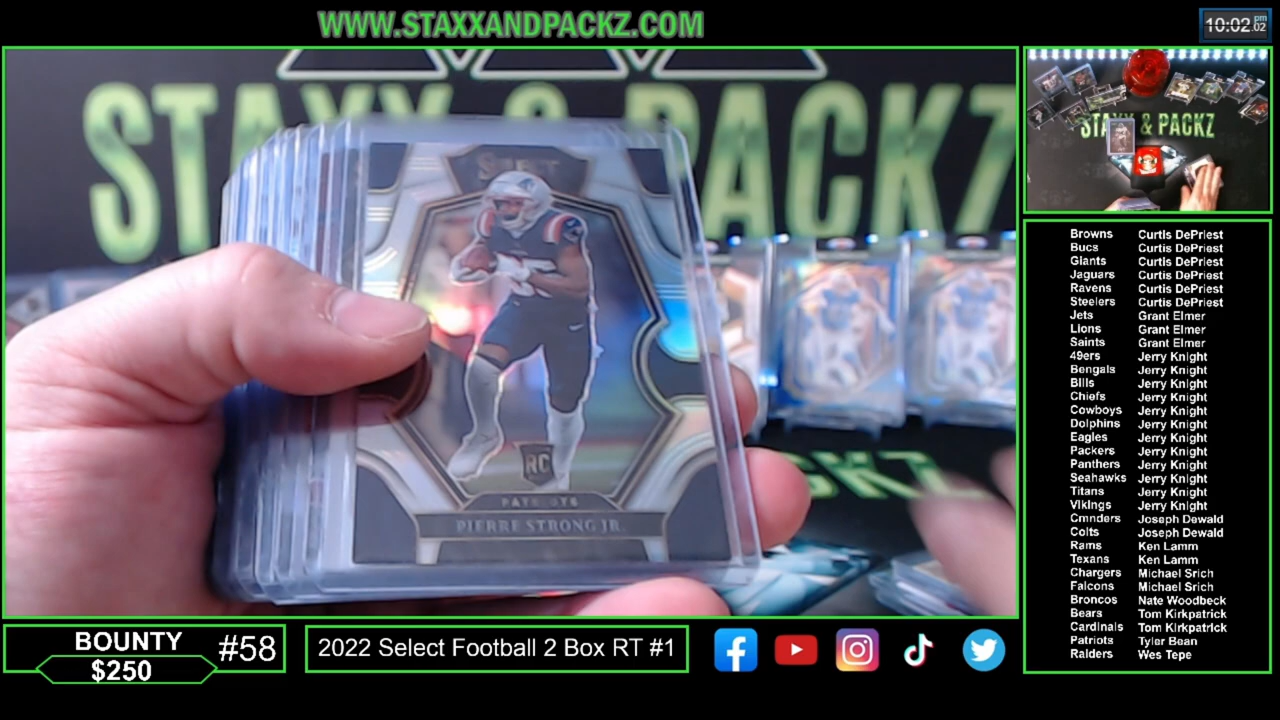 WWW.STAXXANDPACKZ.COM
10:02 pm .02
STAXX & PACKZ
STAXX & PACKZ
SELECT
RC
PATRIOTS
PIERRE STRONG JR.
Browns Curtis DePriest
Bucs Curtis DePriest
Giants Curtis DePriest
Jaguars Curtis DePriest
Ravens Curtis DePriest
Steelers Curtis DePriest
Jets Grant Elmer
Lions Grant Elmer
Saints Grant Elmer
49ers Jerry Knight
Bengals Jerry Knight
Bills Jerry Knight
Chiefs Jerry Knight
Cowboys Jerry Knight
Dolphins Jerry Knight
Eagles Jerry Knight
Packers Jerry Knight
Panthers Jerry Knight
Seahawks Jerry Knight
Titans Jerry Knight
Vikings Jerry Knight
Cmnders Joseph Dewald
Colts Joseph Dewald
Rams Ken Lamm
Texans Ken Lamm
Chargers Michael Srich
Falcons Michael Srich
Broncos Nate Woodbeck
Bears Tom Kirkpatrick
Cardinals Tom Kirkpatrick
Patriots Tyler Bean
Raiders Wes Tepe
BOUNTY
$250
#58
2022 Select Football 2 Box RT #1